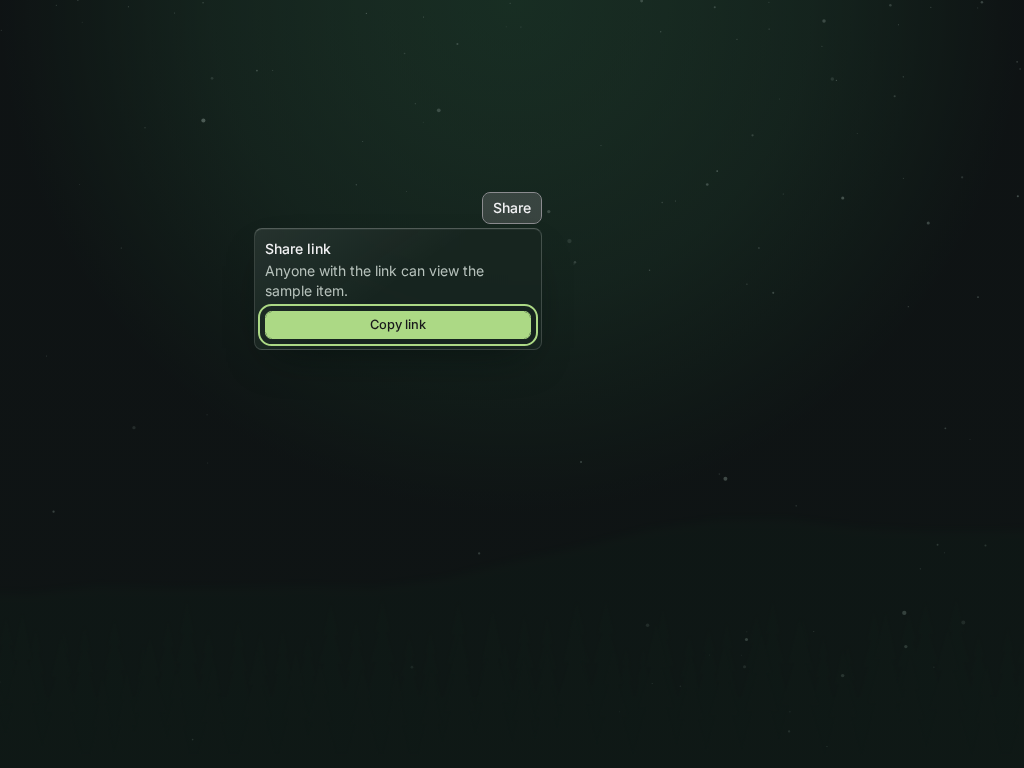 Share
Share link
Anyone with the link can view the
sample item.
Copy link